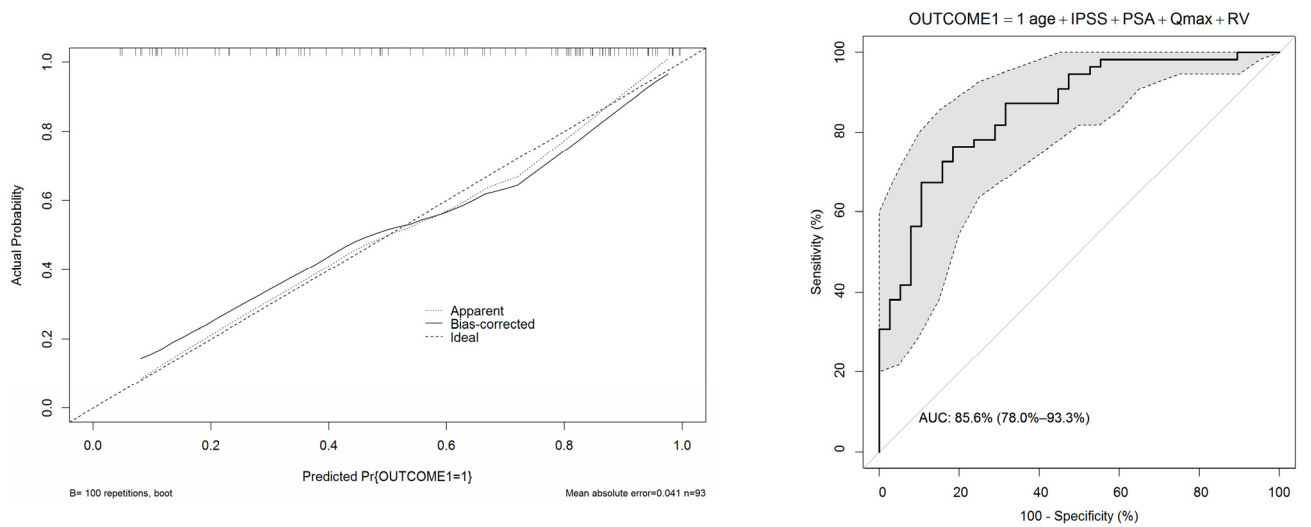 1.0
0.8
0.6
0.4
0.2
0.0
Actual Probability
Apparent
Bias-corrected
Ideal
0.0 0.2 0.4 0.6 0.8 1.0
Predicted Pr{OUTCOME1=1}
B= 100 repetitions, boot
Mean absolute error=0.041 n=93
OUTCOME1 = 1 age + IPSS + PSA + Qmax + RV
100
80
60
40
20
0
Sensitivity (%)
AUC: 85.6% (78.0%–93.3%)
0 20 40 60 80 100
100 - Specificity (%)